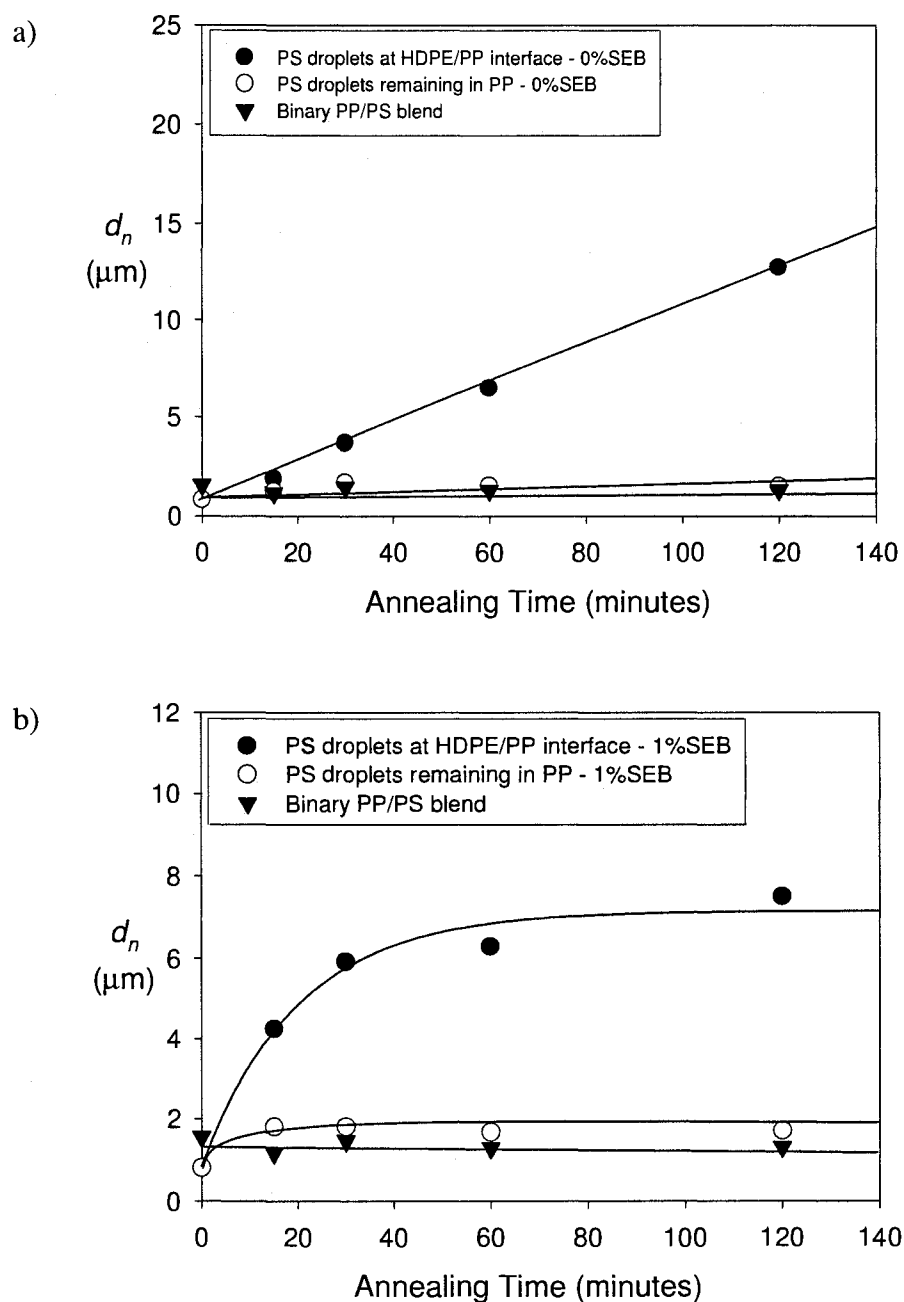 a)
25
20
15
10
5
0
dn
(μm)
PS droplets at HDPE/PP interface - 0%SEB
PS droplets remaining in PP - 0%SEB
Binary PP/PS blend
0 20 40 60 80 100 120 140
Annealing Time (minutes)
b)
12
10
8
6
4
2
0
dn
(μm)
PS droplets at HDPE/PP interface - 1%SEB
PS droplets remaining in PP - 1%SEB
Binary PP/PS blend
0 20 40 60 80 100 120 140
Annealing Time (minutes)